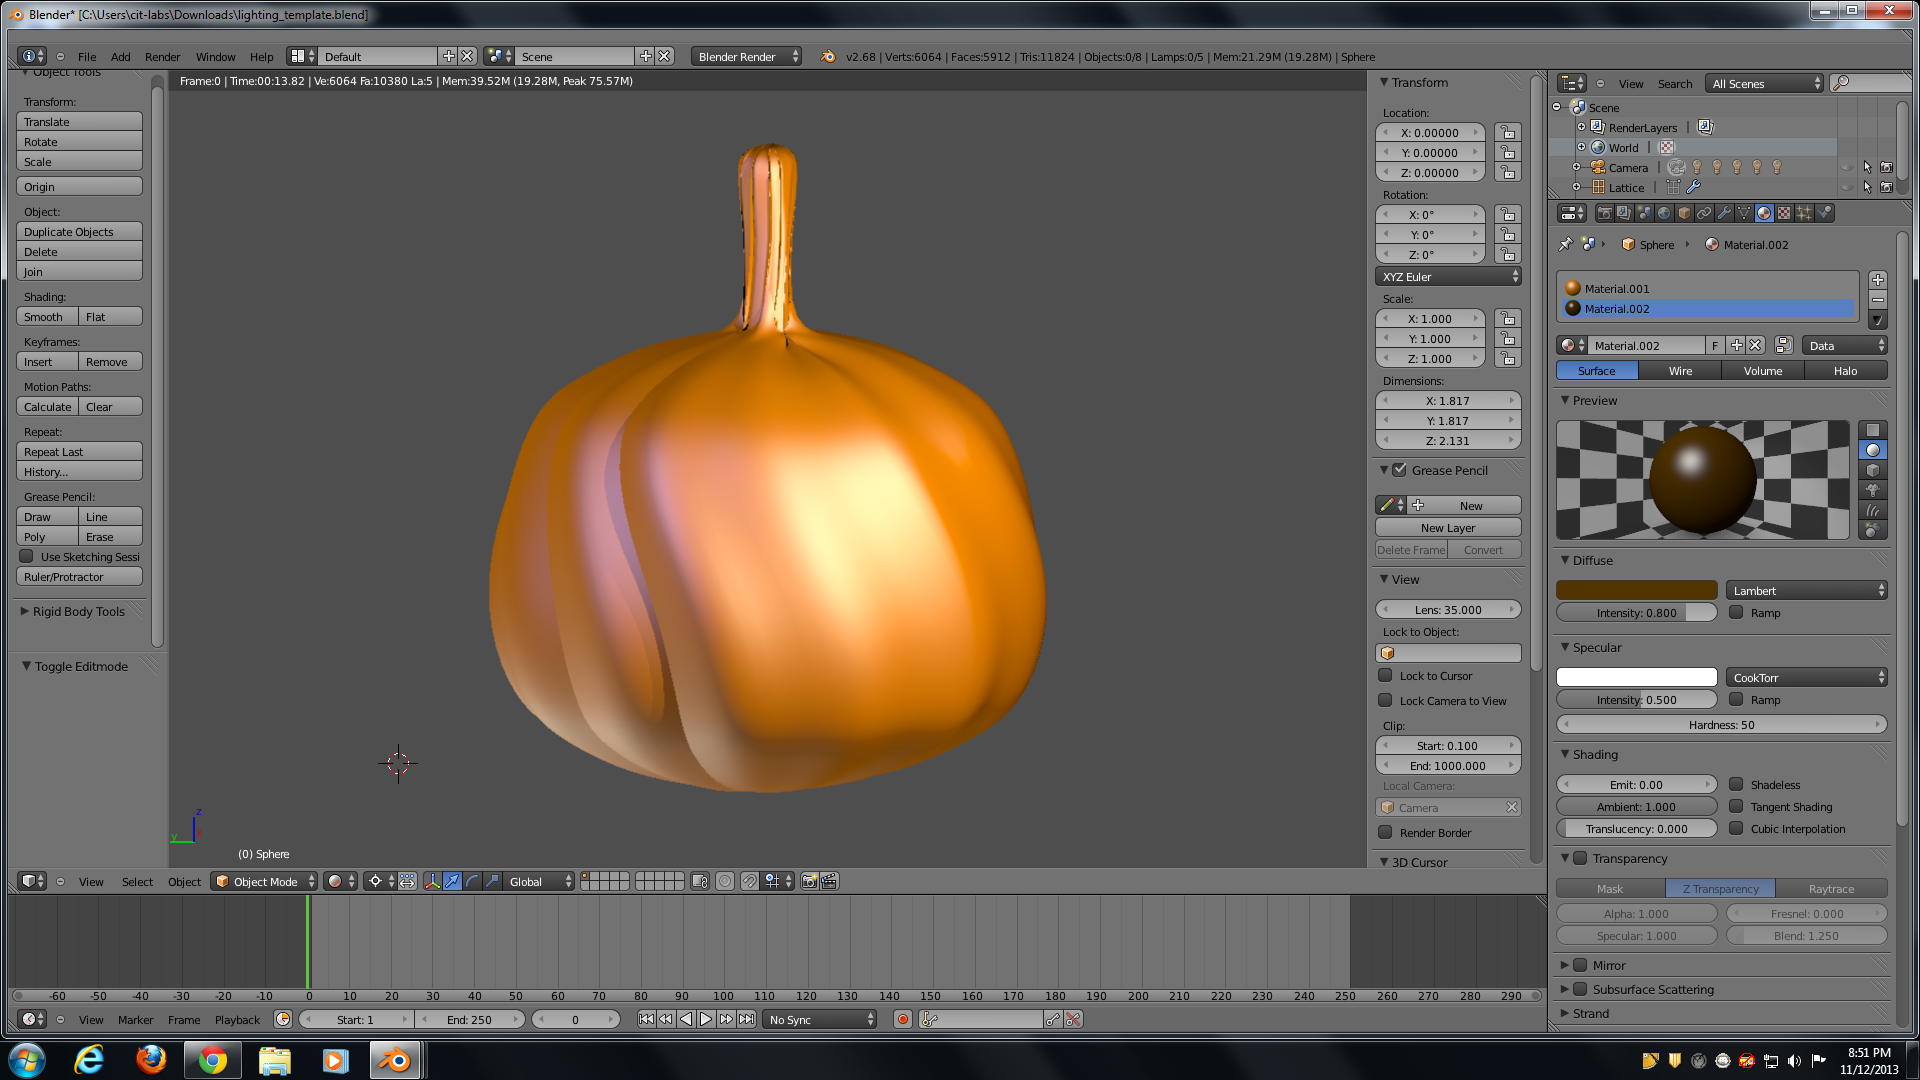 Blender* [C:\Users\cit-labs\Downloads\lighting_template.blend]
File Add Render Window Help Default Scene Blender Render v2.68 | Verts:6064 | Faces:5912 | Tris:11824 | Objects:0/8 | Lamps:0/5 | Mem:21.29M (19.28M) | Sphere
Frame:0 | Time:00:13.82 | Ve:6064 Fa:10380 La:5 | Mem:39.52M (19.28M, Peak 75.57M)
Object Tools
Transform:
Translate
Rotate
Scale
Origin
Object:
Duplicate Objects
Delete
Join
Shading:
Smooth Flat
Keyframes:
Insert Remove
Motion Paths:
Calculate Clear
Repeat:
Repeat Last
History...
Grease Pencil:
Draw Line
Poly Erase
Use Sketching Sessi
Ruler/Protractor
Rigid Body Tools
Toggle Editmode
z
y
x
(0) Sphere
Transform
Location:
X: 0.00000
Y: 0.00000
Z: 0.00000
Rotation:
X: 0°
Y: 0°
Z: 0°
XYZ Euler
Scale:
X: 1.000
Y: 1.000
Z: 1.000
Dimensions:
X: 1.817
Y: 1.817
Z: 2.131
Grease Pencil
New
New Layer
Delete Frame Convert
View
Lens: 35.000
Lock to Object:
Lock to Cursor
Lock Camera to View
Clip:
Start: 0.100
End: 1000.000
Local Camera:
Camera
Render Border
3D Cursor
View Search All Scenes
Scene
RenderLayers
World
Camera
Lattice
Sphere Material.002
Material.001
Material.002
Material.002 F Data
Surface Wire Volume Halo
Preview
Diffuse
Lambert
Intensity: 0.800 Ramp
Specular
CookTorr
Intensity: 0.500 Ramp
Hardness: 50
Shading
Emit: 0.00 Shadeless
Ambient: 1.000 Tangent Shading
Translucency: 0.000 Cubic Interpolation
Transparency
Mask Z Transparency Raytrace
Alpha: 1.000 Fresnel: 0.000
Specular: 1.000 Blend: 1.250
Mirror
Subsurface Scattering
Strand
View Select Object Object Mode Global
-60 -50 -40 -30 -20 -10 0 10 20 30 40 50 60 70 80 90 100 110 120 130 140 150 160 170 180 190 200 210 220 230 240 250 260 270 280 290
View Marker Frame Playback Start: 1 End: 250 0 No Sync
8:51 PM
11/12/2013